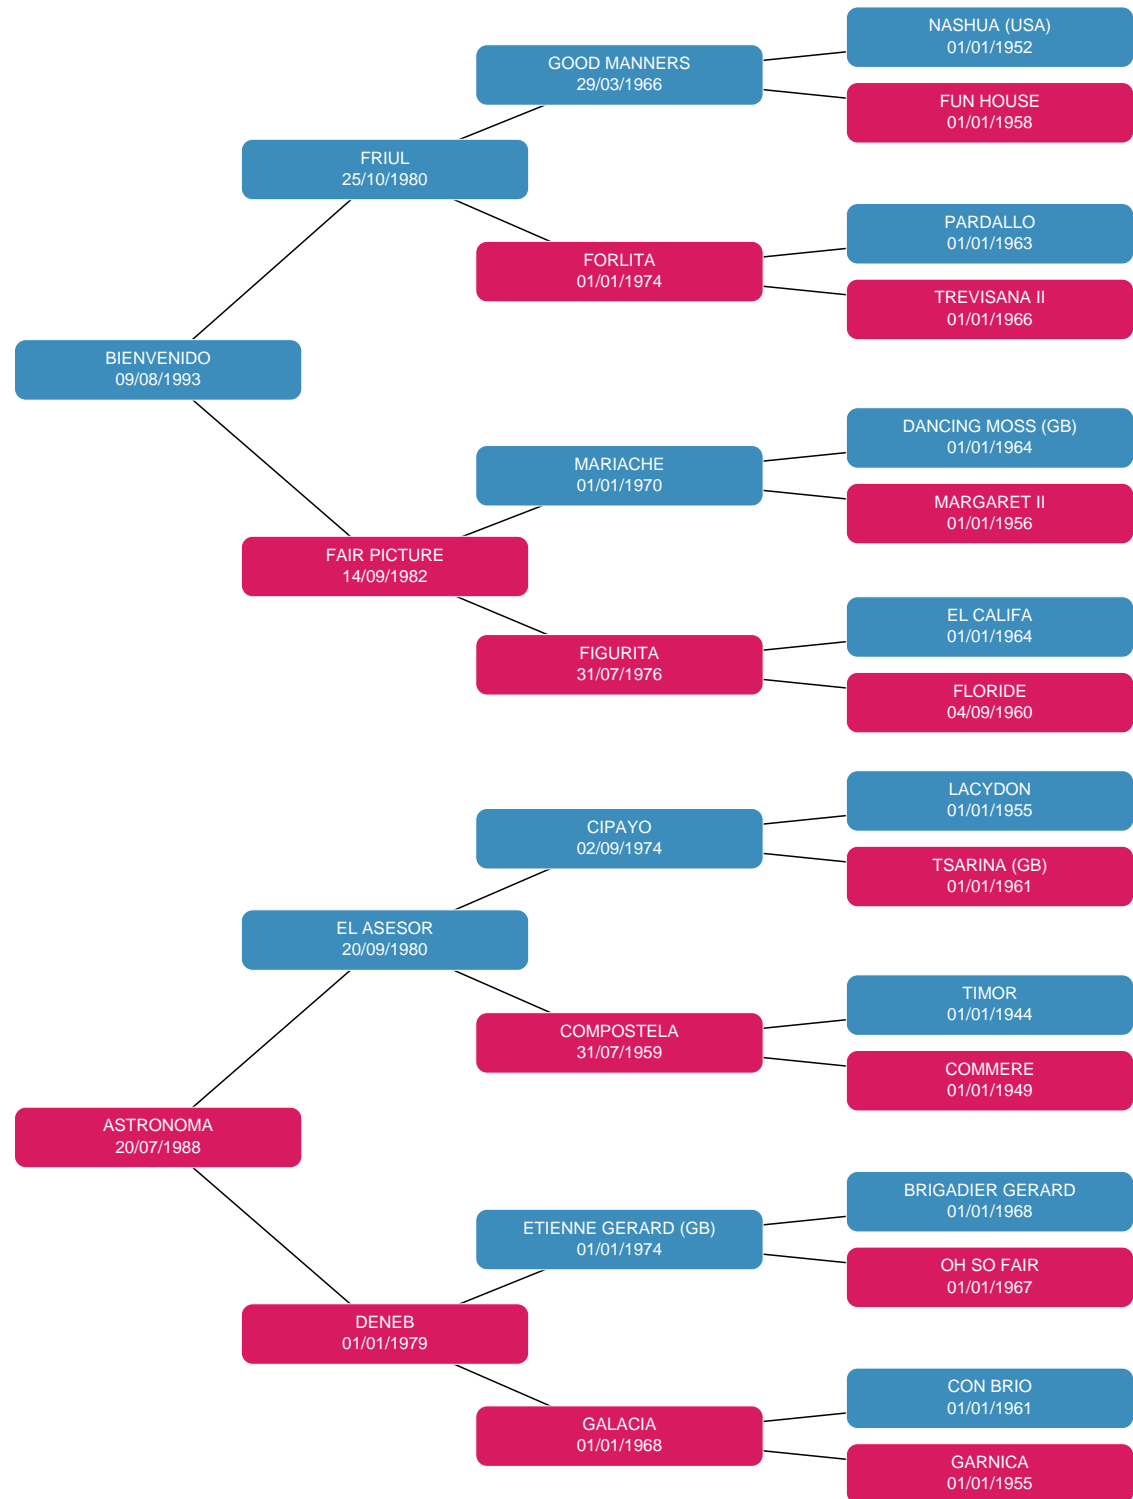 NASHUA (USA)
01/01/1952
GOOD MANNERS
29/03/1966
FUN HOUSE
01/01/1958
FRIUL
25/10/1980
PARDALLO
01/01/1963
FORLITA
01/01/1974
TREVISANA II
01/01/1966
BIENVENIDO
09/08/1993
DANCING MOSS (GB)
01/01/1964
MARIACHE
01/01/1970
MARGARET II
01/01/1956
FAIR PICTURE
14/09/1982
EL CALIFA
01/01/1964
FIGURITA
31/07/1976
FLORIDE
04/09/1960
LACYDON
01/01/1955
CIPAYO
02/09/1974
TSARINA (GB)
01/01/1961
EL ASESOR
20/09/1980
TIMOR
01/01/1944
COMPOSTELA
31/07/1959
COMMERE
01/01/1949
ASTRONOMA
20/07/1988
BRIGADIER GERARD
01/01/1968
ETIENNE GERARD (GB)
01/01/1974
OH SO FAIR
01/01/1967
DENEB
01/01/1979
CON BRIO
01/01/1961
GALACIA
01/01/1968
GARNICA
01/01/1955